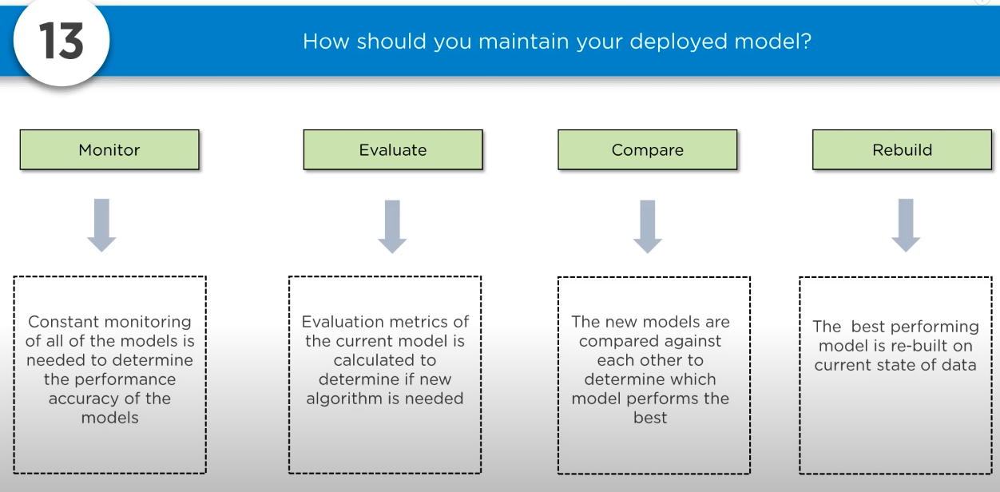 13
How should you maintain your deployed model?
Monitor
Evaluate
Compare
Rebuild
Constant monitoring
of all of the models is
needed to determine
the performance
accuracy of the
models
Evaluation metrics of
the current model is
calculated to
determine if new
algorithm is needed
The new models are
compared against
each other to
determine which
model performs the
best
The best performing
model is re-built on
current state of data